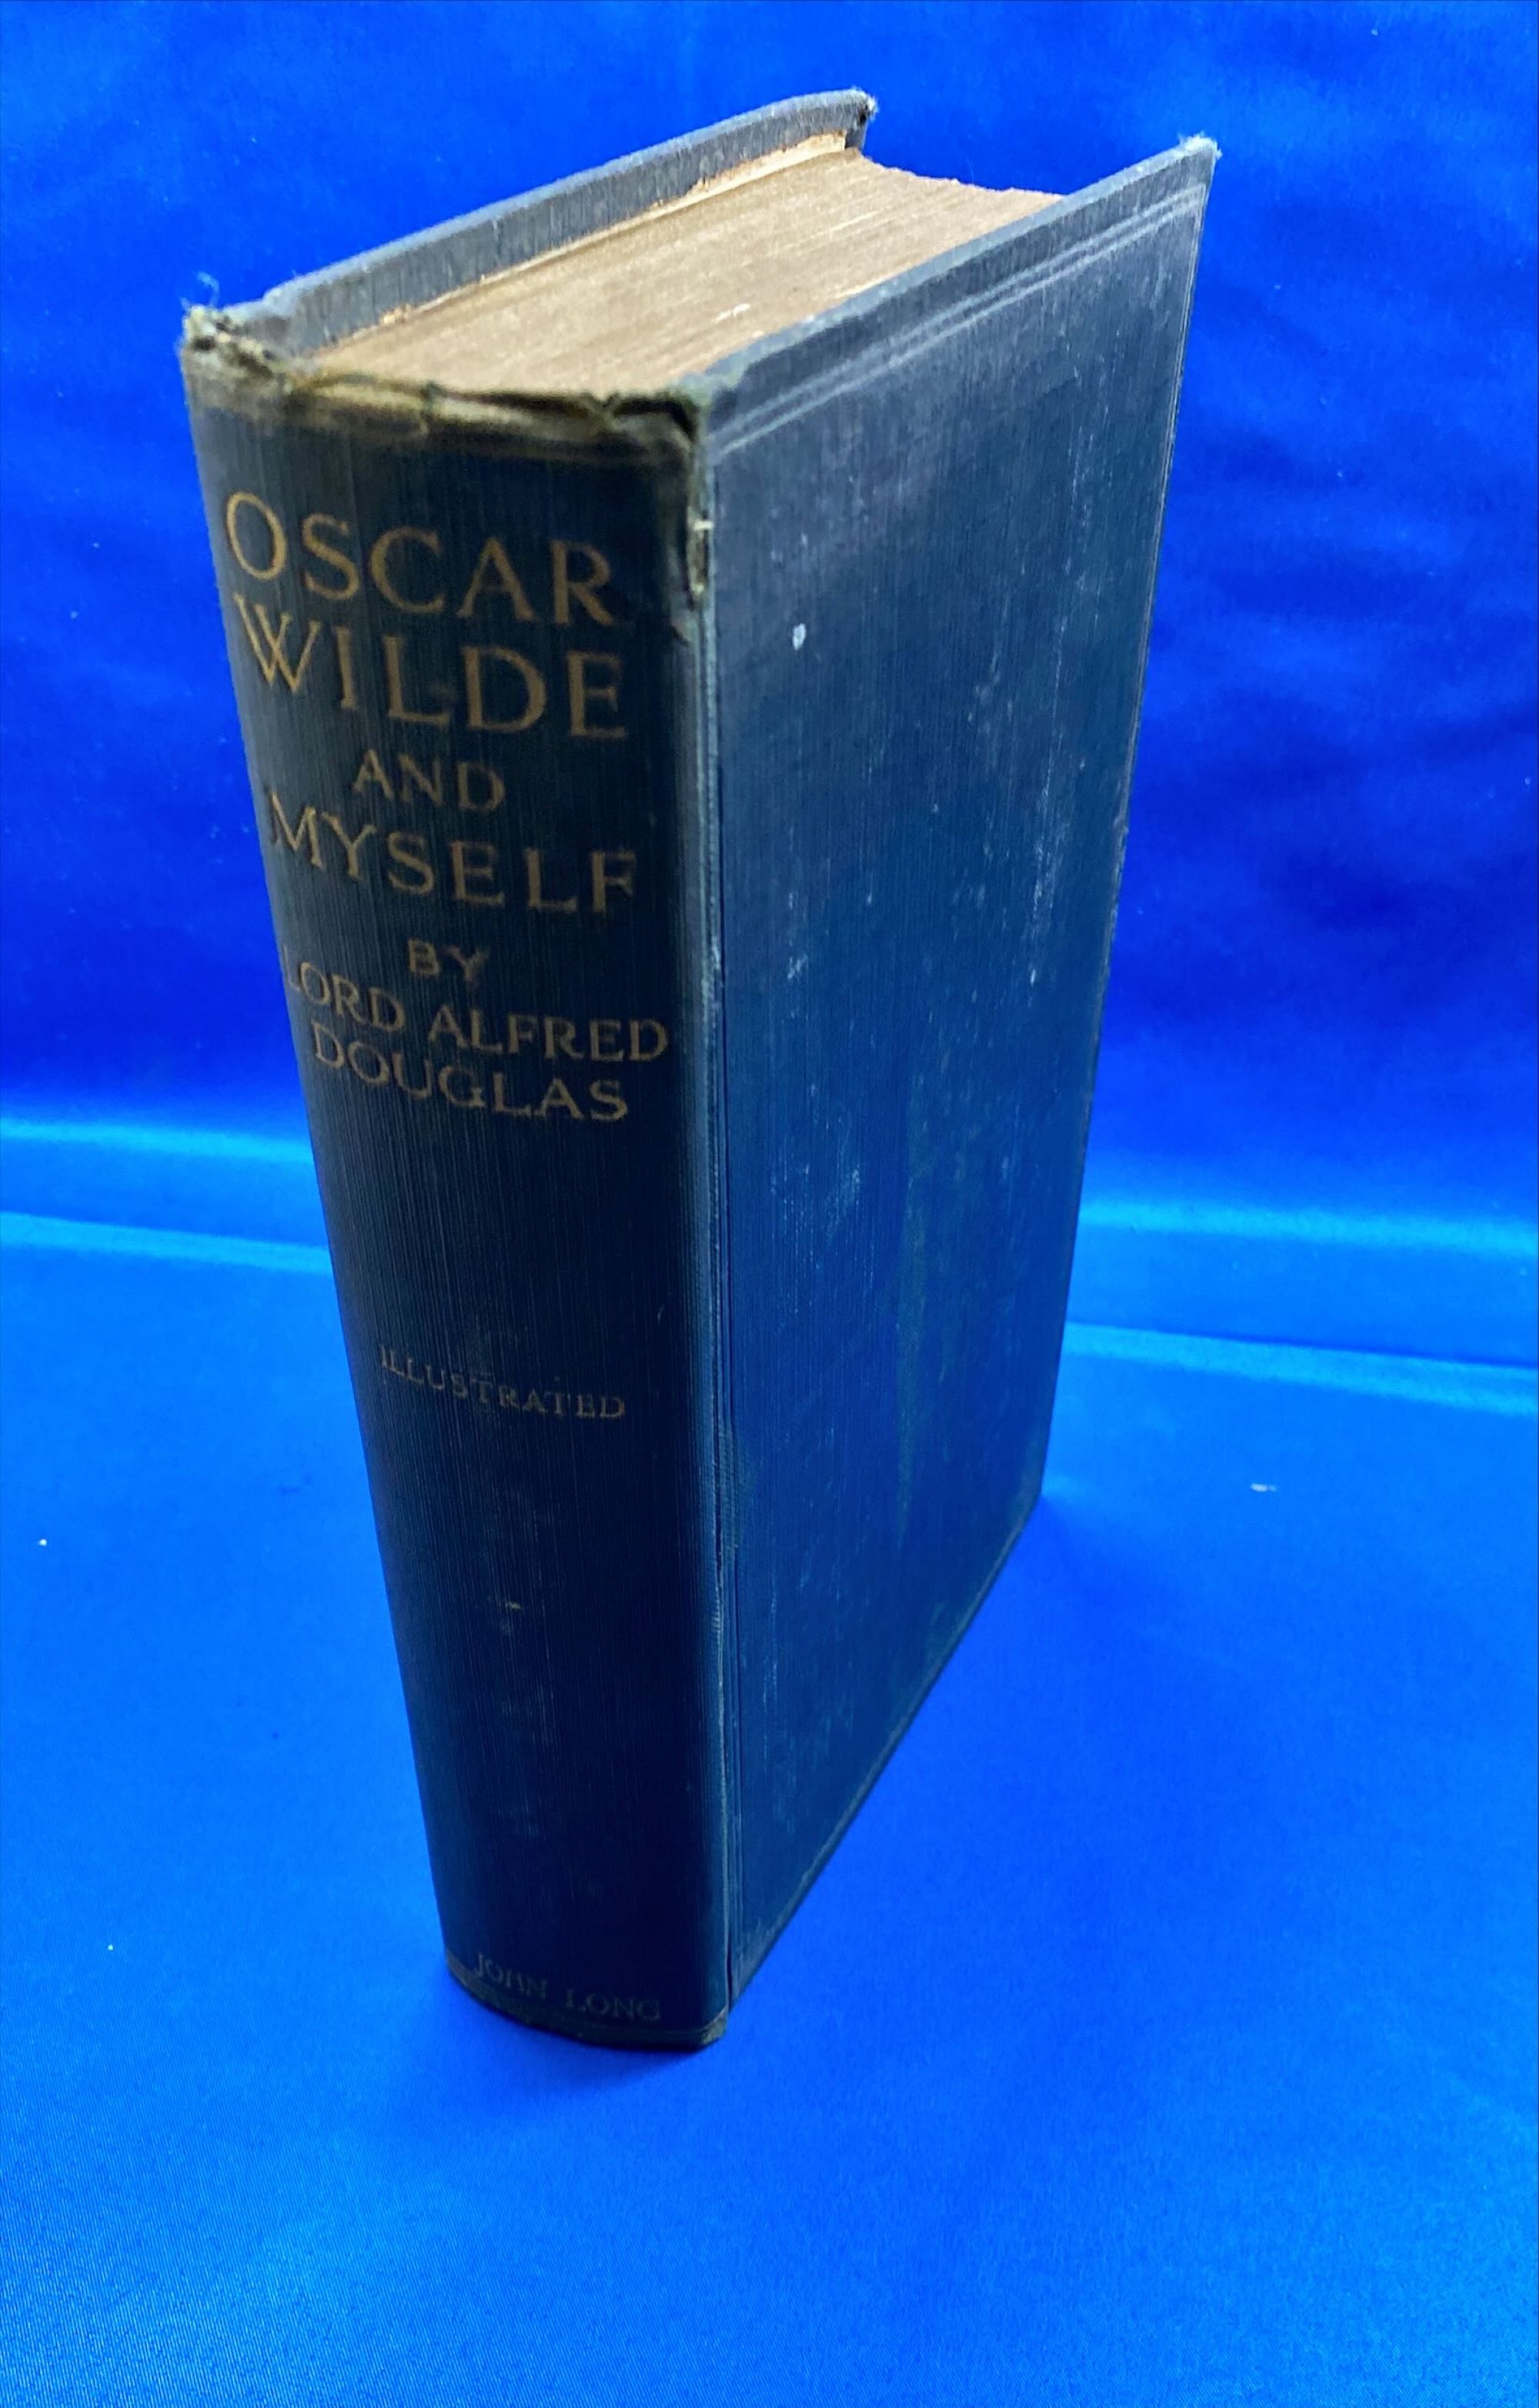 OSCAR
WILDE
AND
MYSELF
BY
LORD ALFRED
DOUGLAS
ILLUSTRATED
JOHN LONG